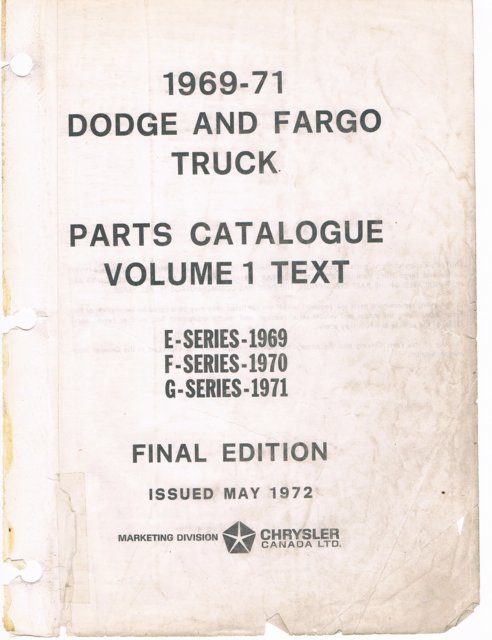 1969-71
DODGE AND FARGO
TRUCK
PARTS CATALOGUE
VOLUME 1 TEXT
E-SERIES-1969
F-SERIES-1970
G-SERIES-1971
FINAL EDITION
ISSUED MAY 1972
MARKETING DIVISION CHRYSLER
CANADA LTD.